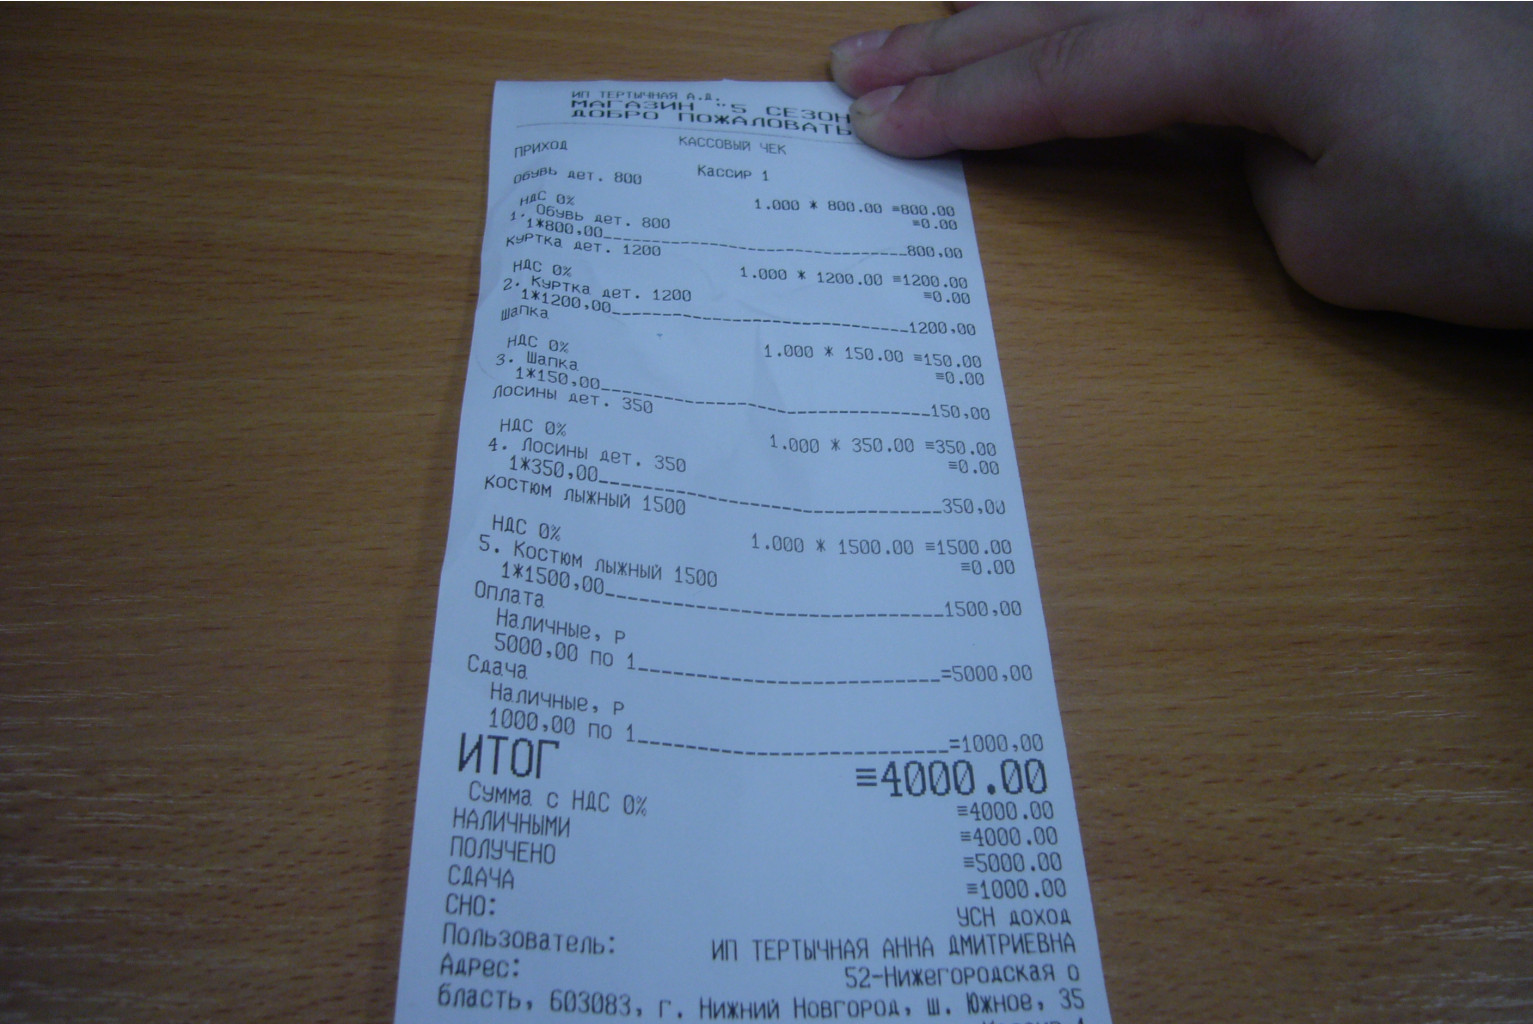 ИП ТЕРТЫЧНАЯ А.Д.
МАГАЗИН "5 СЕЗОН
ДОБРО ПОЖАЛОВАТЬ
КАССОВЫЙ ЧЕК
ПРИХОД
Кассир 1
Обувь дет. 800
1.000 * 800.00 ≡800.00
НДС 0% ≡0.00
1. Обувь дет. 800
1*800,00 800,00
Куртка дет. 1200
1.000 * 1200.00 ≡1200.00
НДС 0% ≡0.00
2. Куртка дет. 1200
1*1200,00 1200,00
Шапка
1.000 * 150.00 ≡150.00
НДС 0% ≡0.00
3. Шапка
1*150,00 150,00
Лосины дет. 350
1.000 * 350.00 ≡350.00
НДС 0% ≡0.00
4. Лосины дет. 350
1*350,00 350,00
Костюм лыжный 1500
1.000 * 1500.00 ≡1500.00
НДС 0% ≡0.00
5. Костюм лыжный 1500
1*1500,00 1500,00
Оплата
Наличные, р
5000,00 по 1 =5000,00
Сдача
Наличные, р
1000,00 по 1 =1000,00
ИТОГ ≡4000.00
Сумма с НДС 0% ≡4000.00
НАЛИЧНЫМИ ≡4000.00
ПОЛУЧЕНО ≡5000.00
СДАЧА ≡1000.00
СНО: УСН доход
Пользователь: ИП ТЕРТЫЧНАЯ АННА ДМИТРИЕВНА
Адрес: 52-Нижегородская о
бласть, 603083, г. Нижний Новгород, ш. Южное, 35